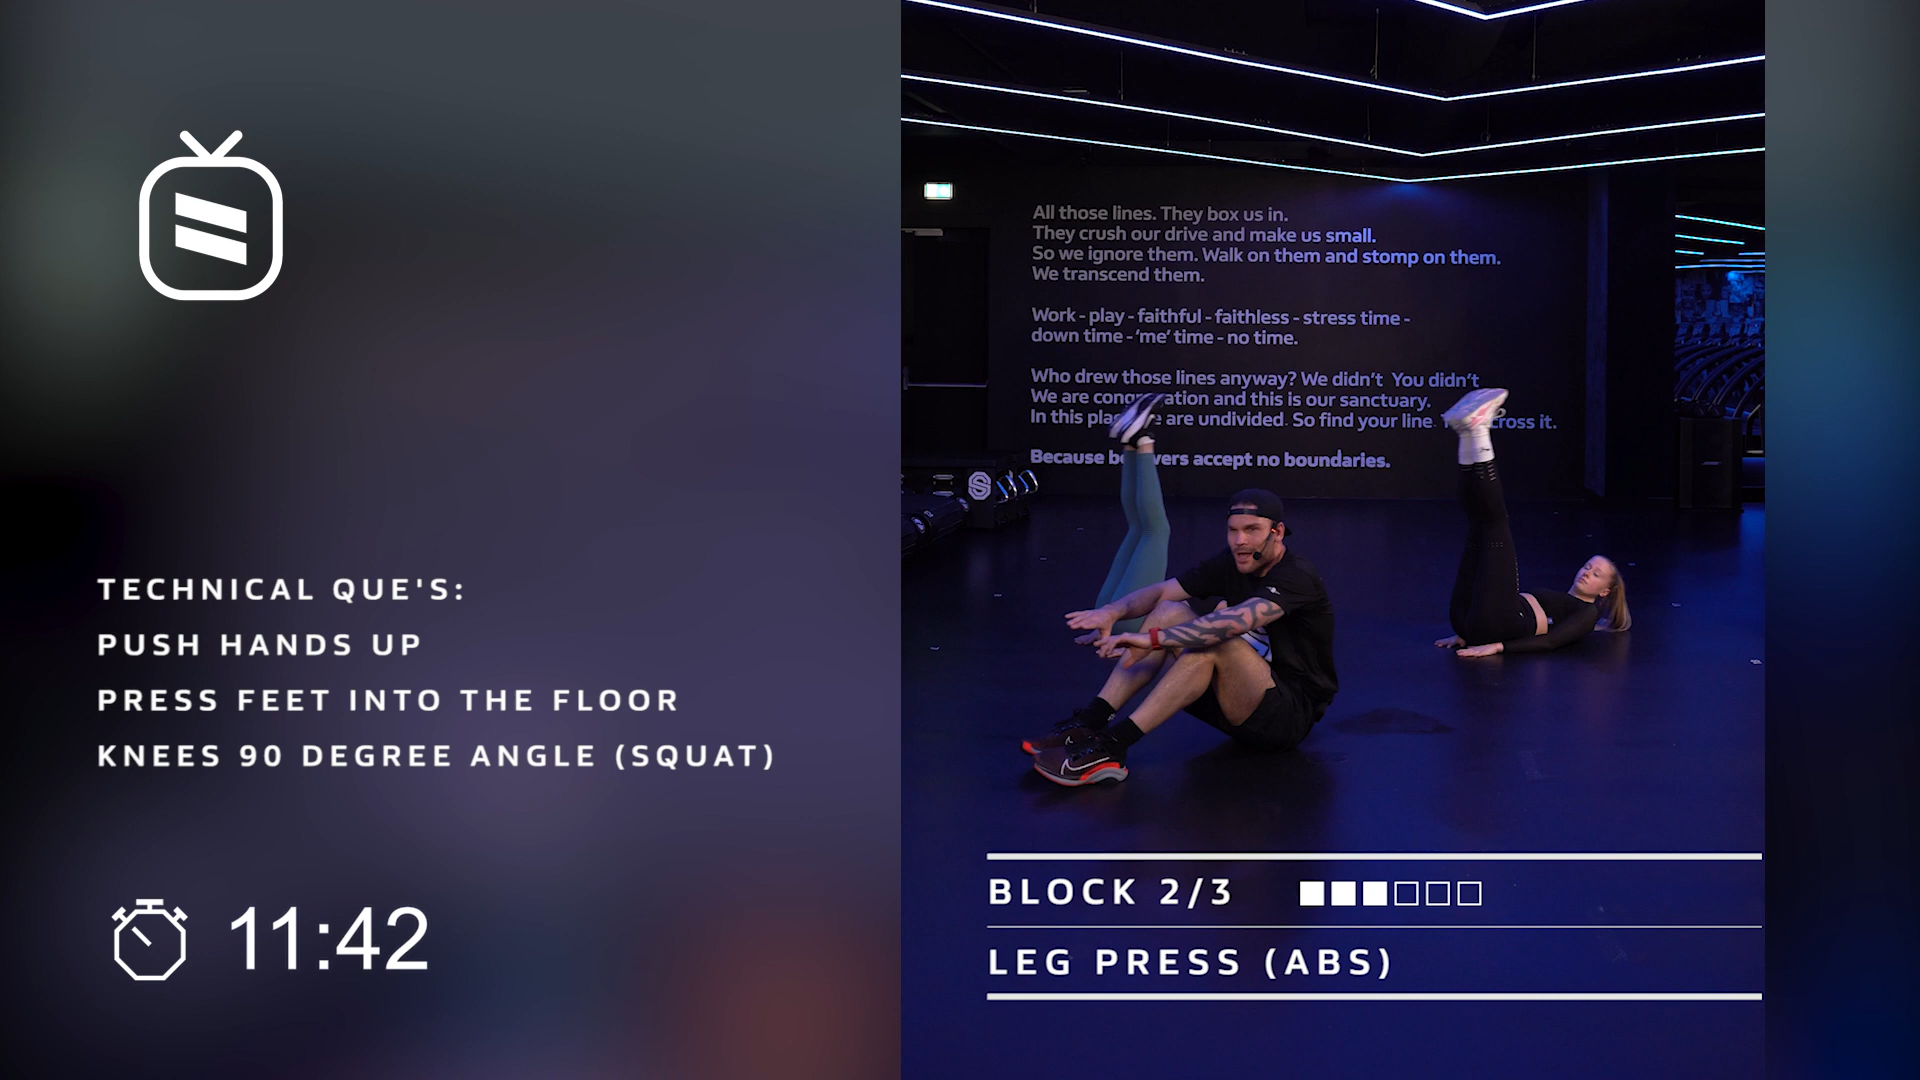 TECHNICAL QUE'S:
PUSH HANDS UP
PRESS FEET INTO THE FLOOR
KNEES 90 DEGREE ANGLE (SQUAT)
11:42
All those lines. They box us in.
They crush our drive and make us small.
So we ignore them. Walk on them and stomp on them.
We transcend them.
Work - play - faithful - faithless - stress time -
down time - 'me' time - no time.
Who drew those lines anyway? We didn't You didn't
We are and this is our sanctuary.
In this are undivided. So find your line. it.
Because accept no boundaries.
BLOCK 2/3
LEG PRESS (ABS)